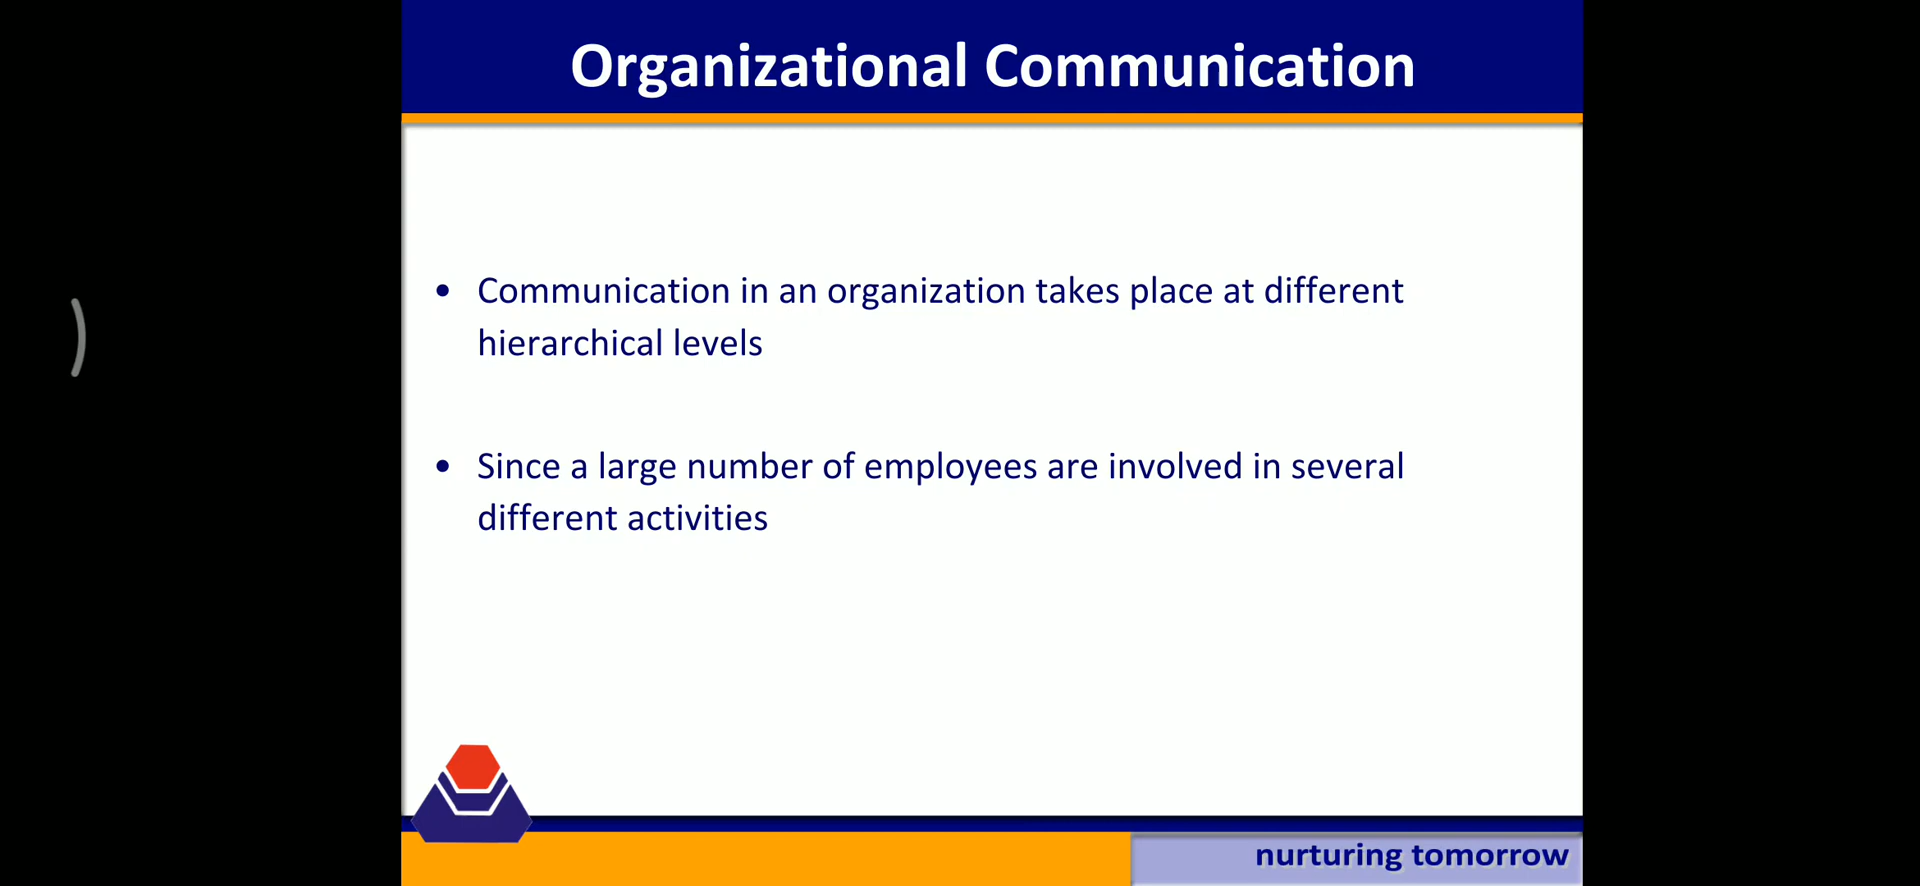 Organizational Communication
• Communication in an organization takes place at different
hierarchical levels
• Since a large number of employees are involved in several
different activities
nurturing tomorrow